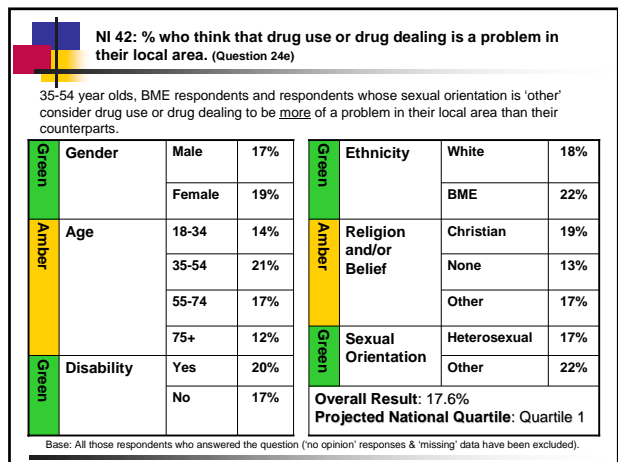 NI 42: % who think that drug use or drug dealing is a problem in
their local area. (Question 24e)
35-54 year olds, BME respondents and respondents whose sexual orientation is ‘other’
consider drug use or drug dealing to be more of a problem in their local area than their
counterparts.
Green Gender Male 17%
Female 19%
Amber Age 18-34 14%
35-54 21%
55-74 17%
75+ 12%
Green Disability Yes 20%
No 17%
Green Ethnicity White 18%
BME 22%
Amber Religion and/or Belief Christian 19%
None 13%
Other 17%
Green Sexual Orientation Heterosexual 17%
Other 22%
Overall Result: 17.6%
Projected National Quartile: Quartile 1
Base: All those respondents who answered the question (‘no opinion’ responses & ‘missing’ data have been excluded).